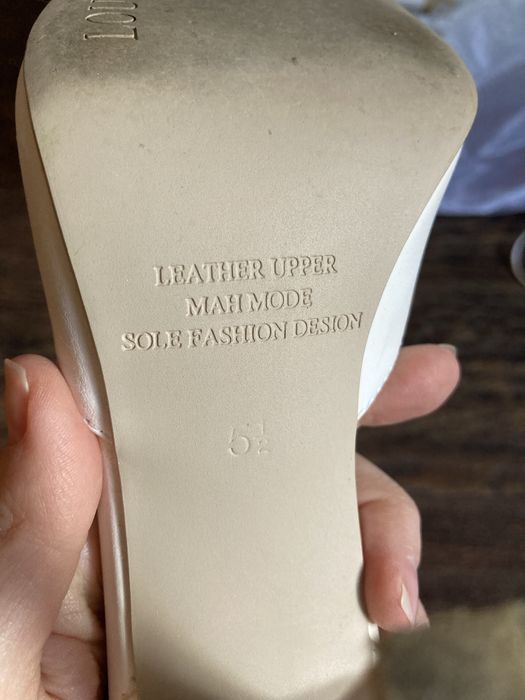 LEATHER UPPER
MAH MODE
SOLE FASHION DESION
5½